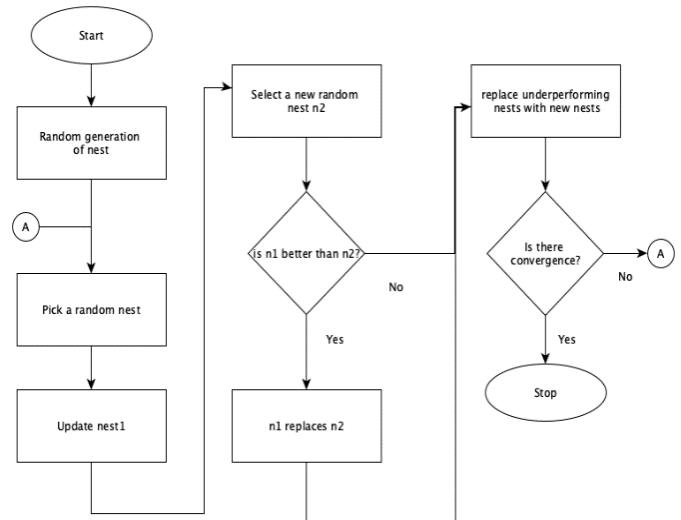 Start
Random generation
of nest
A
Pick a random nest
Update nest1
Select a new random
nest n2
is n1 better than n2?
No
Yes
n1 replaces n2
replace underperforming
nests with new nests
Is there
convergence?
No
A
Yes
Stop